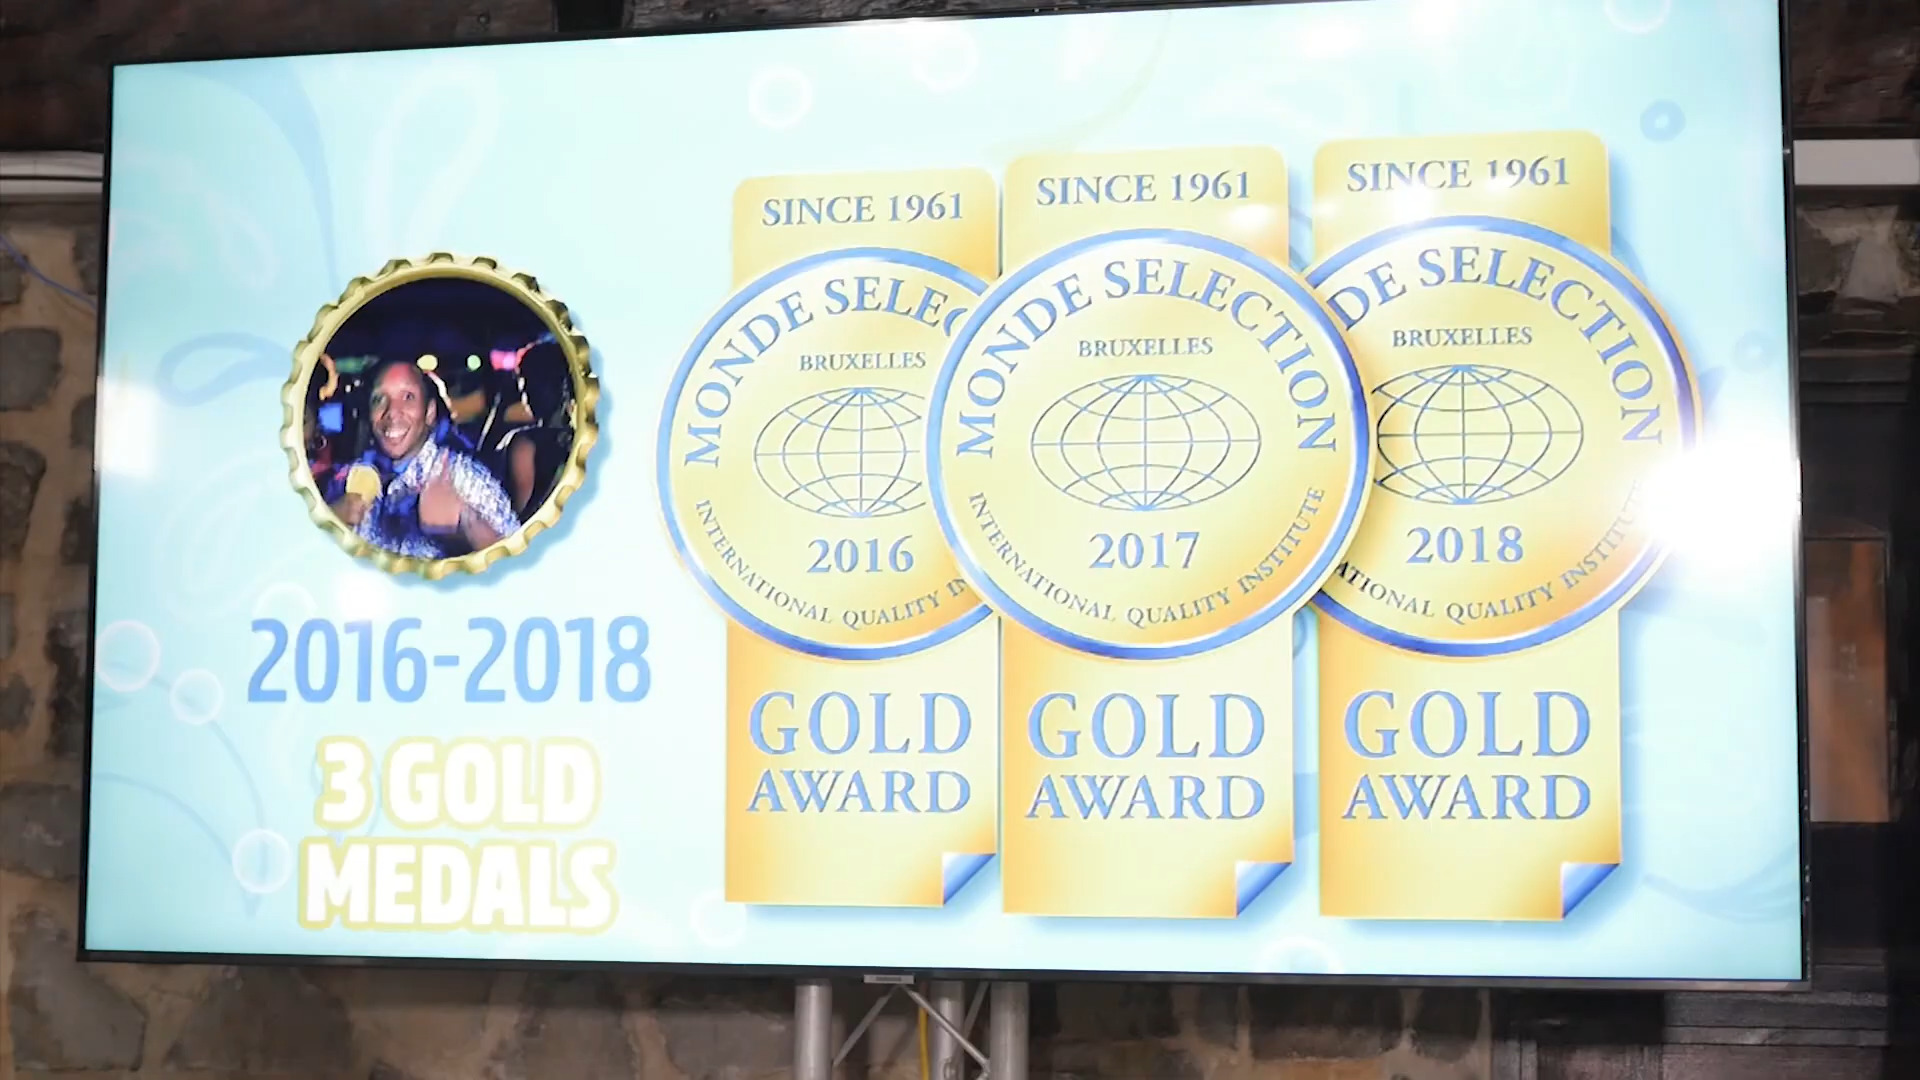 2016-2018
3 GOLD
MEDALS
SINCE 1961
MONDE SELEC
BRUXELLES
2016
INTERNATIONAL QUALITY IN
GOLD
AWARD
SINCE 1961
MONDE SELECTION
BRUXELLES
2017
INTERNATIONAL QUALITY INSTITUTE
GOLD
AWARD
SINCE 1961
DE SELECTION
BRUXELLES
2018
ATIONAL QUALITY INSTITU
GOLD
AWARD